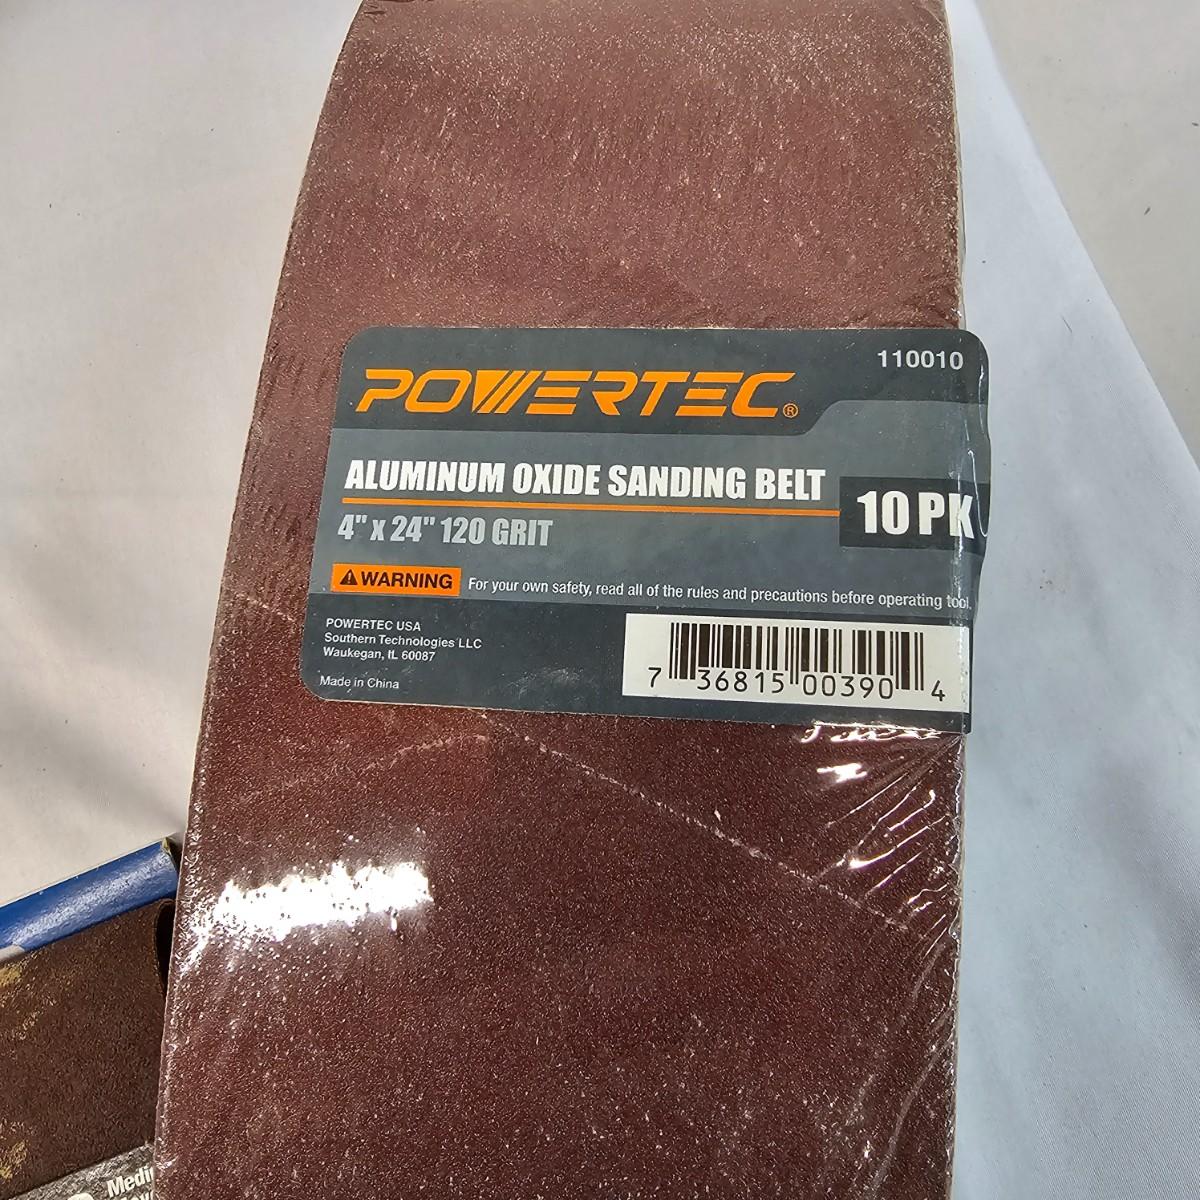 110010
POWERTEC®
ALUMINUM OXIDE SANDING BELT
4" x 24" 120 GRIT
10 PK
WARNING For your own safety, read all of the rules and precautions before operating tool.
POWERTEC USA
Southern Technologies LLC
Waukegan, IL 60087
Made in China
7 36815 00390 4